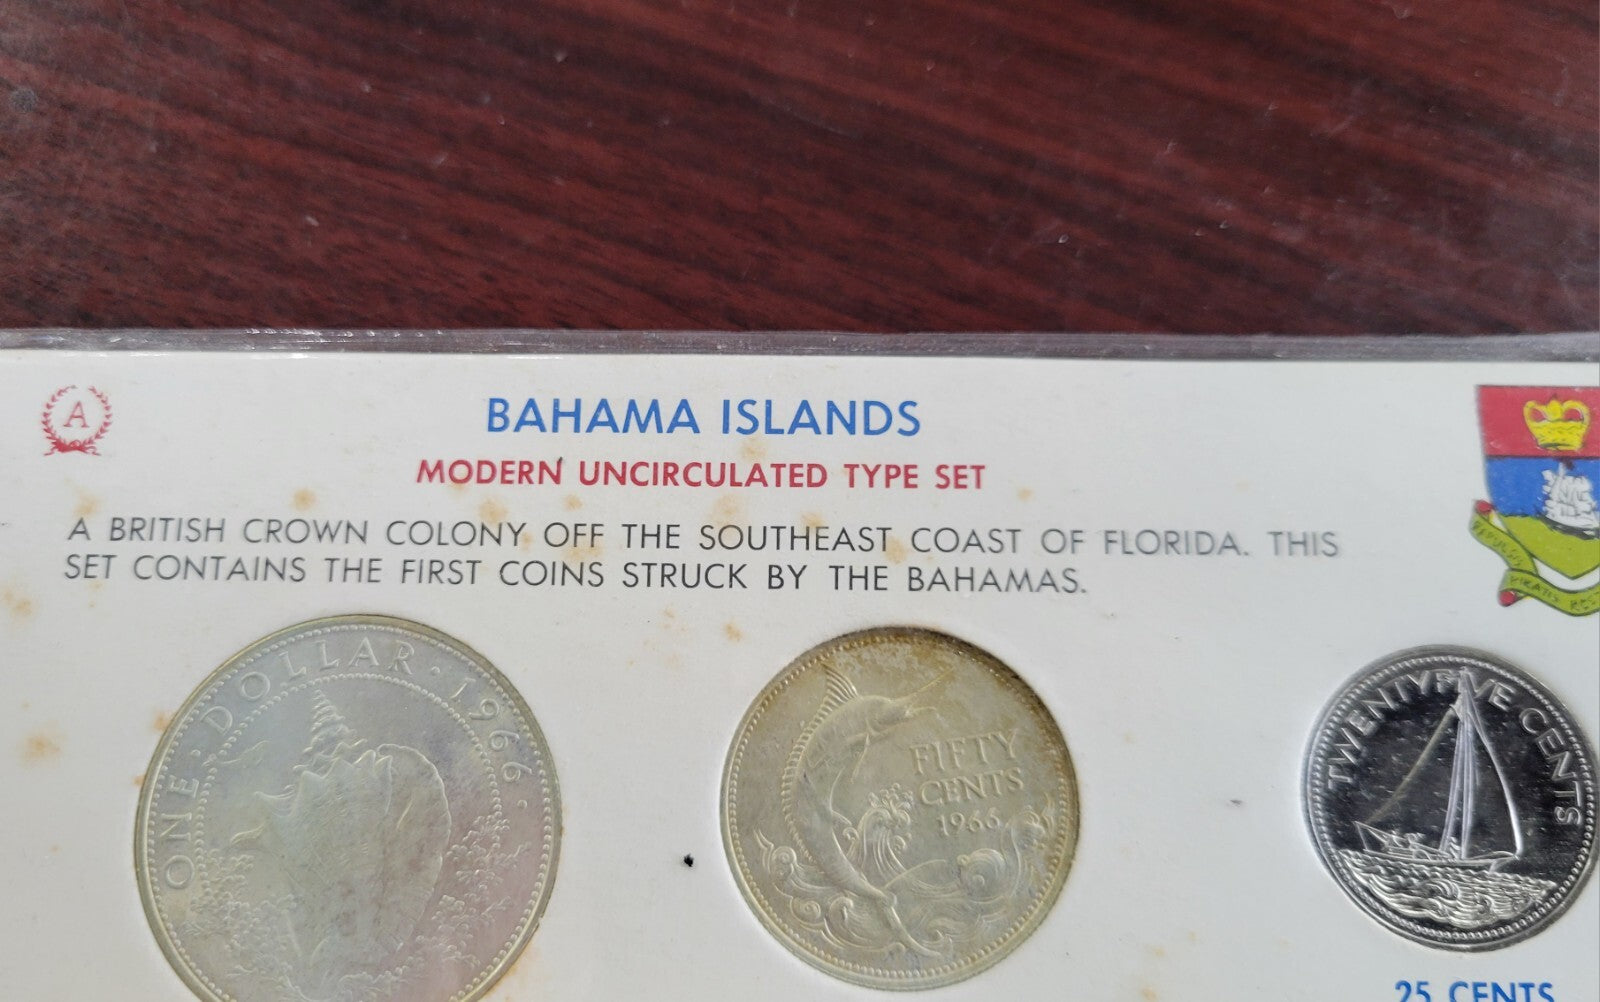 A
BAHAMA ISLANDS
MODERN UNCIRCULATED TYPE SET
A BRITISH CROWN COLONY OFF THE SOUTHEAST COAST OF FLORIDA. THIS
SET CONTAINS THE FIRST COINS STRUCK BY THE BAHAMAS.
ONE · DOLLAR · 1966 ·
FIFTY
CENTS
1966
TWENTY FIVE CENTS
25 CENTS